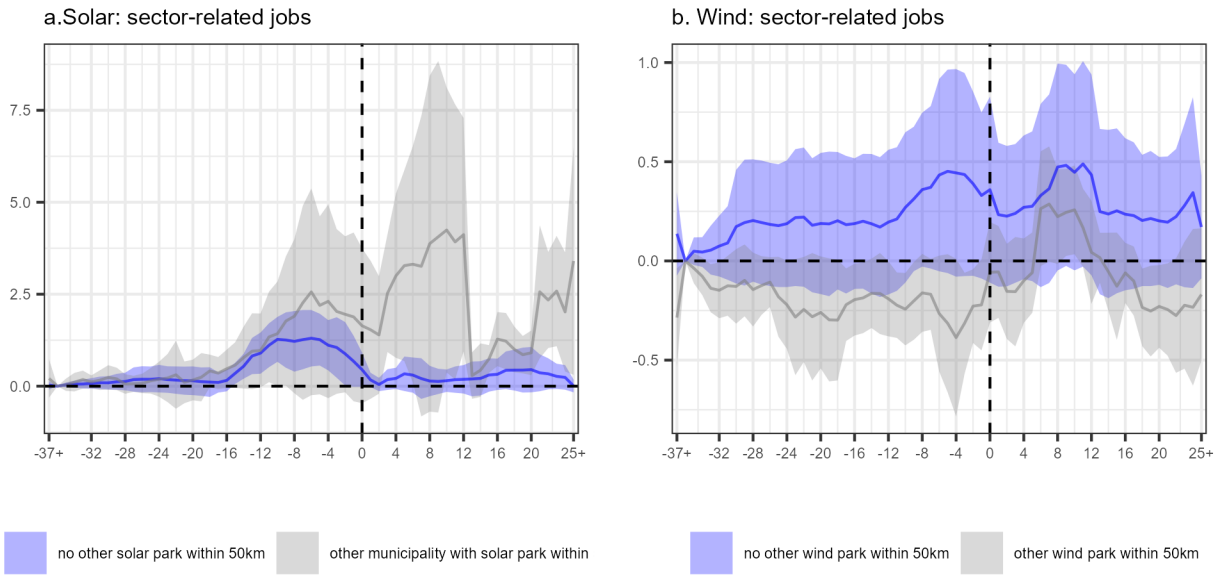 a.Solar: sector-related jobs
7.5
5.0
2.5
0.0
-37+ -32 -28 -24 -20 -16 -12 -8 -4 0 4 8 12 16 20 25+
no other solar park within 50km
other municipality with solar park within
b. Wind: sector-related jobs
1.0
0.5
0.0
-0.5
-37+ -32 -28 -24 -20 -16 -12 -8 -4 0 4 8 12 16 20 25+
no other wind park within 50km
other wind park within 50km